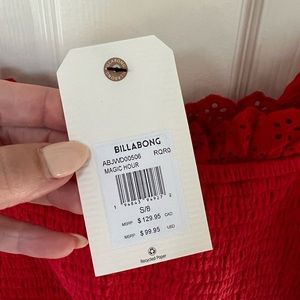 BILLABONG
ABJWD00506 RQR0
MAGIC HOUR
S/8
MSRP $ 129.95 CAD
MSRP $ 99.95 USD
Recycled Paper